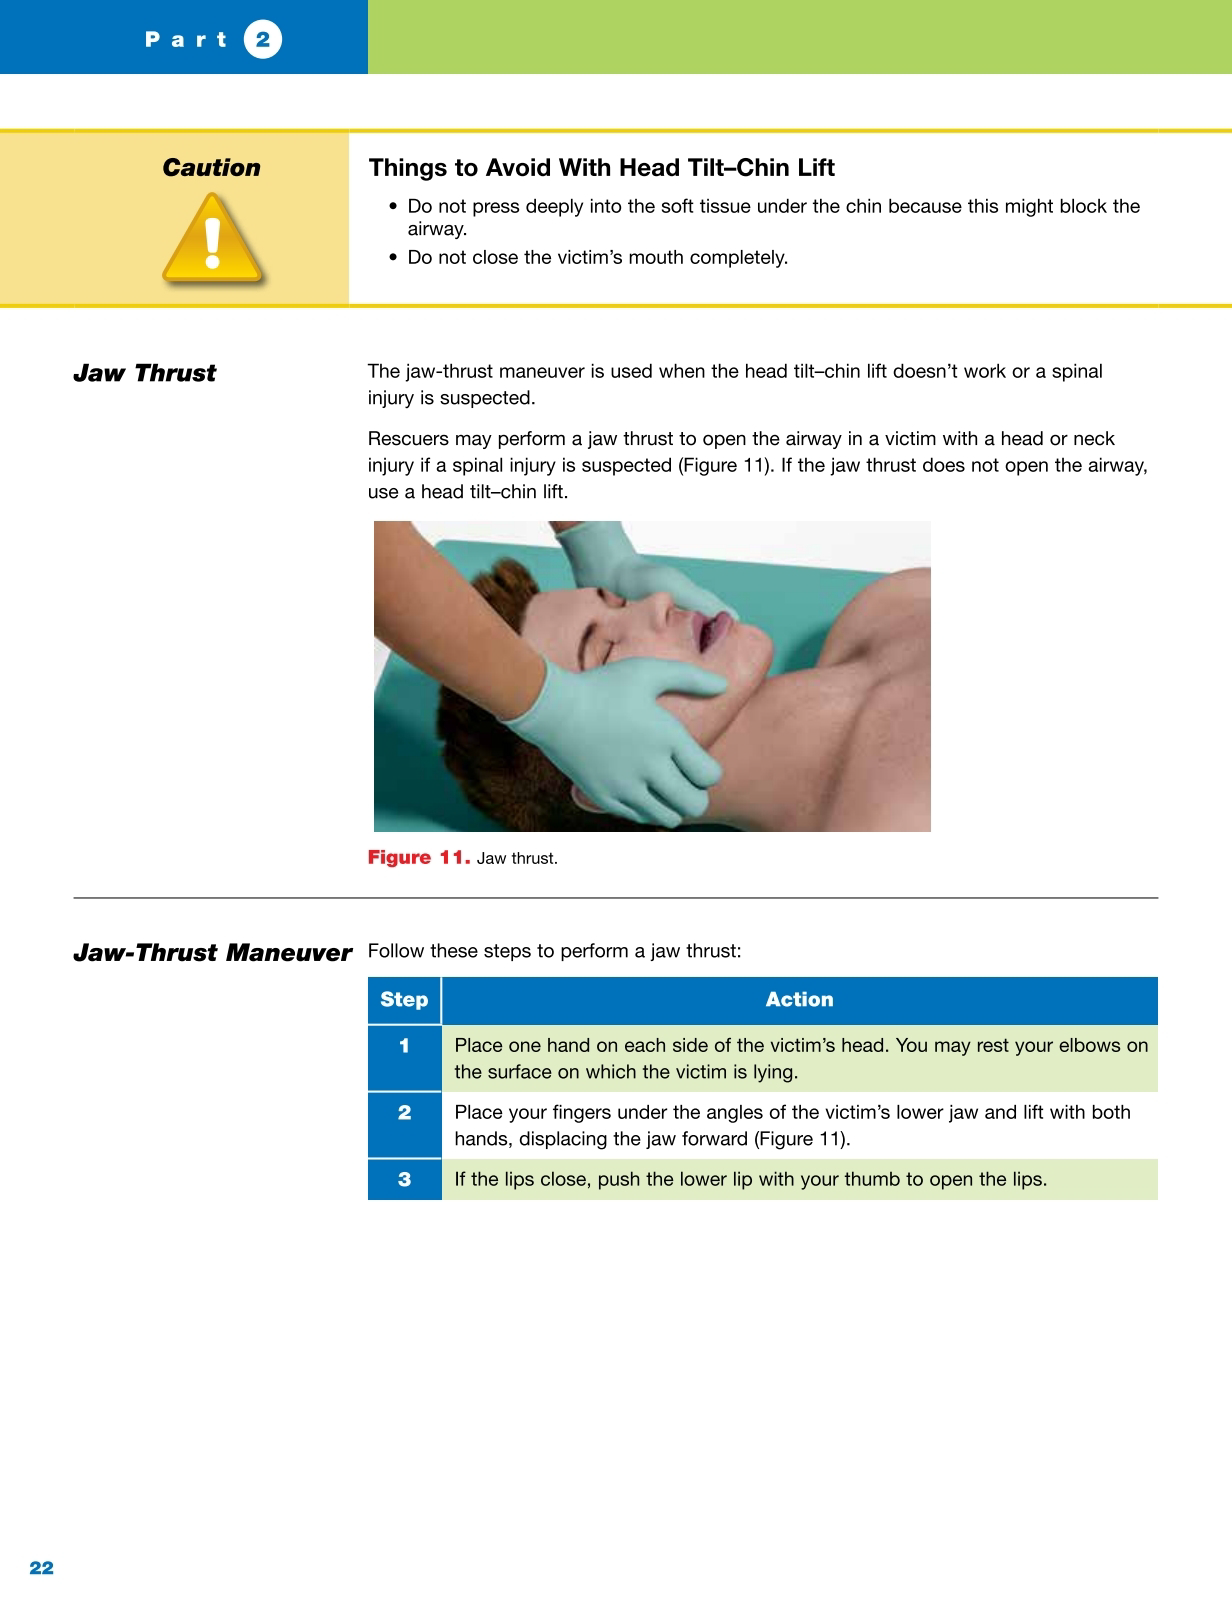 Part 2
Caution
Things to Avoid With Head Tilt–Chin Lift
• Do not press deeply into the soft tissue under the chin because this might block the
airway.
• Do not close the victim’s mouth completely.
Jaw Thrust
The jaw-thrust maneuver is used when the head tilt–chin lift doesn’t work or a spinal
injury is suspected.
Rescuers may perform a jaw thrust to open the airway in a victim with a head or neck
injury if a spinal injury is suspected (Figure 11). If the jaw thrust does not open the airway,
use a head tilt–chin lift.
Figure 11. Jaw thrust.
Jaw-Thrust Maneuver
Follow these steps to perform a jaw thrust:
Step Action
1 Place one hand on each side of the victim’s head. You may rest your elbows on
the surface on which the victim is lying.
2 Place your fingers under the angles of the victim’s lower jaw and lift with both
hands, displacing the jaw forward (Figure 11).
3 If the lips close, push the lower lip with your thumb to open the lips.
22